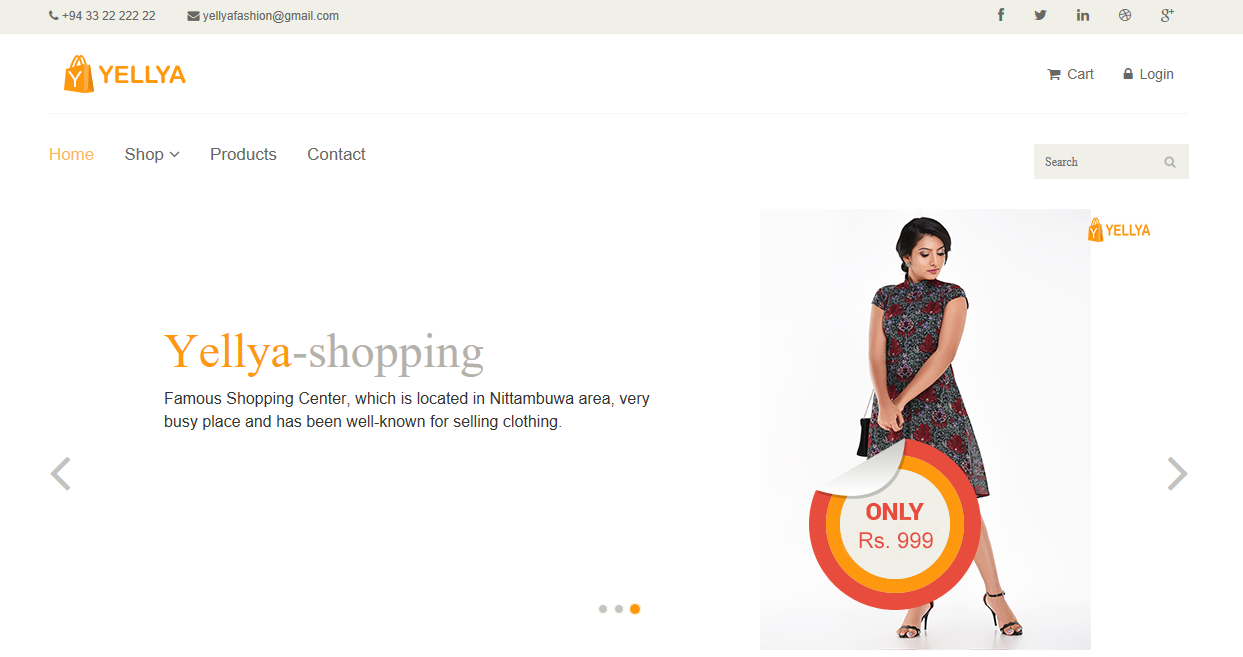 +94 33 22 222 22
yellyafashion@gmail.com
YELLYA
Cart
Login
Home
Shop
Products
Contact
Search
YELLYA
Yellya-shopping
Famous Shopping Center, which is located in Nittambuwa area, very
busy place and has been well-known for selling clothing.
ONLY
Rs. 999